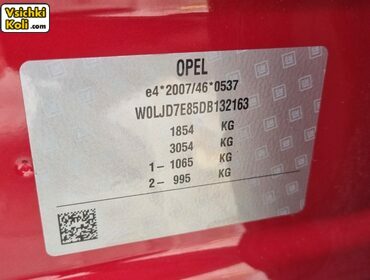 Vsichki
Koli.com
OPEL
e4*2007/46*0537
W0LJD7E85DB132163
1854 KG
3054 KG
1- 1065 KG
2- 995 KG
GM